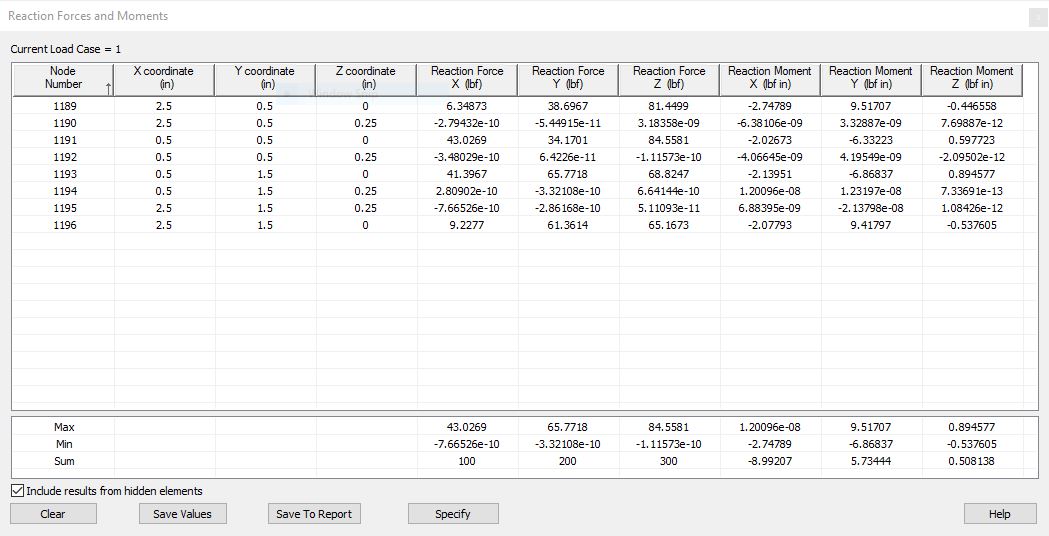 Reaction Forces and Moments
Current Load Case = 1
Node Number X coordinate (in) Y coordinate (in) Z coordinate (in) Reaction Force X (lbf) Reaction Force Y (lbf) Reaction Force Z (lbf) Reaction Moment X (lbf in) Reaction Moment Y (lbf in) Reaction Moment Z (lbf in)
1189 2.5 0.5 0 6.34873 38.6967 81.4499 -2.74789 9.51707 -0.446558
1190 2.5 0.5 0.25 -2.79432e-10 -5.44915e-11 3.18358e-09 -6.38106e-09 3.32887e-09 7.69887e-12
1191 0.5 0.5 0 43.0269 34.1701 84.5581 -2.02673 -6.33223 0.597723
1192 0.5 0.5 0.25 -3.48029e-10 6.4226e-11 -1.11573e-10 -4.06645e-09 4.19549e-09 -2.09502e-12
1193 0.5 1.5 0 41.3967 65.7718 68.8247 -2.13951 -6.86837 0.894577
1194 0.5 1.5 0.25 2.80902e-10 -3.32108e-10 6.64144e-10 1.20096e-08 1.23197e-08 7.33691e-13
1195 2.5 1.5 0.25 -7.66526e-10 -2.86168e-10 5.11093e-11 6.88395e-09 -2.13798e-08 1.08426e-12
1196 2.5 1.5 0 9.2277 61.3614 65.1673 -2.07793 9.41797 -0.537605
Max 43.0269 65.7718 84.5581 1.20096e-08 9.51707 0.894577
Min -7.66526e-10 -3.32108e-10 -1.11573e-10 -2.74789 -6.86837 -0.537605
Sum 100 200 300 -8.99207 5.73444 0.508138
Include results from hidden elements
Clear Save Values Save To Report Specify Help